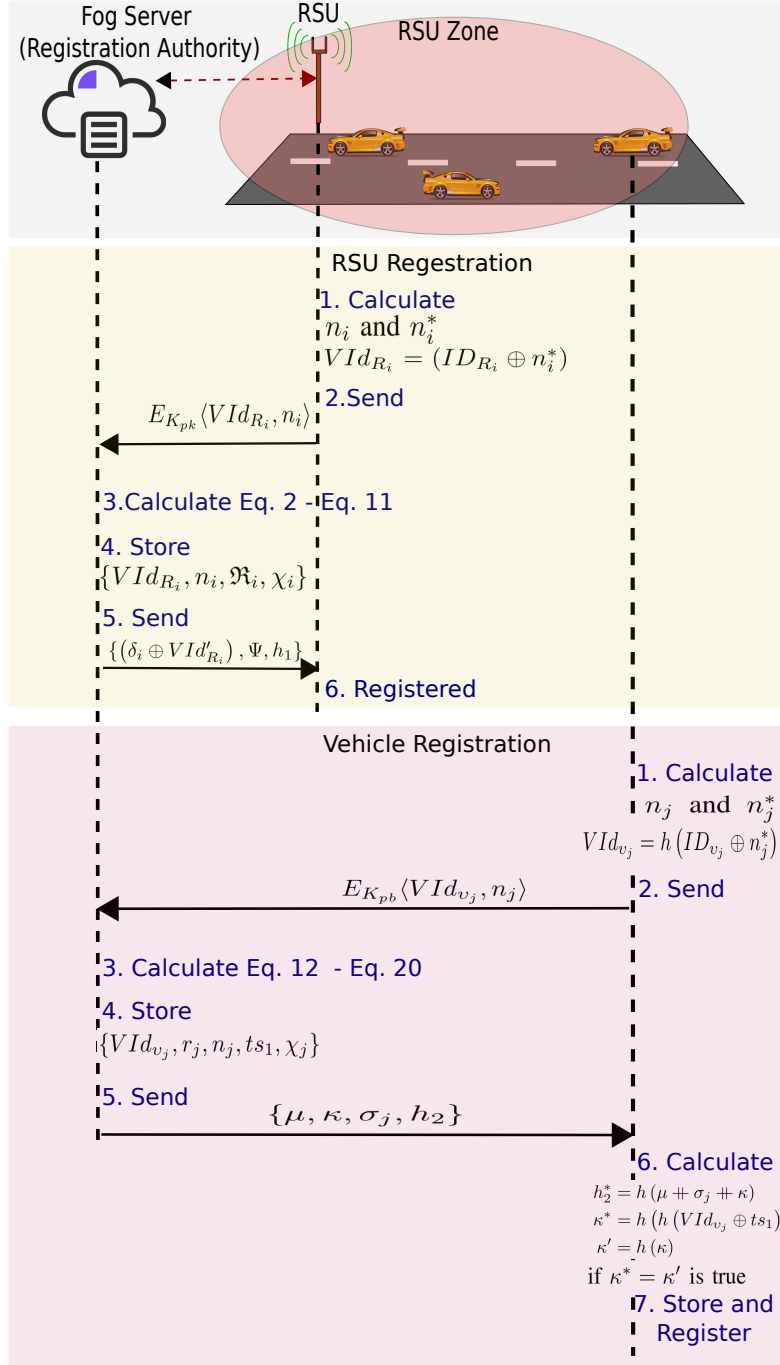 Fog Server
(Registration Authority)
RSU
RSU Zone
RSU Regestration
1. Calculate
n_i and n_i^*
VId_{R_i} = (ID_{R_i} ⊕ n_i^*)
2.Send
E_{K_{pk}}⟨VId_{R_i}, n_i⟩
3.Calculate Eq. 2 - Eq. 11
4. Store
{VId_{R_i}, n_i, ℜ_i, χ_i}
5. Send
{(δ_i ⊕ VId'_{R_i}), Ψ, h_1}
6. Registered
Vehicle Registration
1. Calculate
n_j and n_j^*
VId_{υ_j} = h(ID_{υ_j} ⊕ n_j^*)
2. Send
E_{K_{pb}}⟨VId_{υ_j}, n_j⟩
3. Calculate Eq. 12 - Eq. 20
4. Store
{VId_{υ_j}, r_j, n_j, ts_1, χ_j}
5. Send
{μ, κ, σ_j, h_2}
6. Calculate
h_2^* = h(μ ⧺ σ_j ⧺ κ)
κ^* = h(h(VId_{υ_j} ⊕ ts_1)
κ' = h(κ)
if κ^* = κ' is true
7. Store and
Register